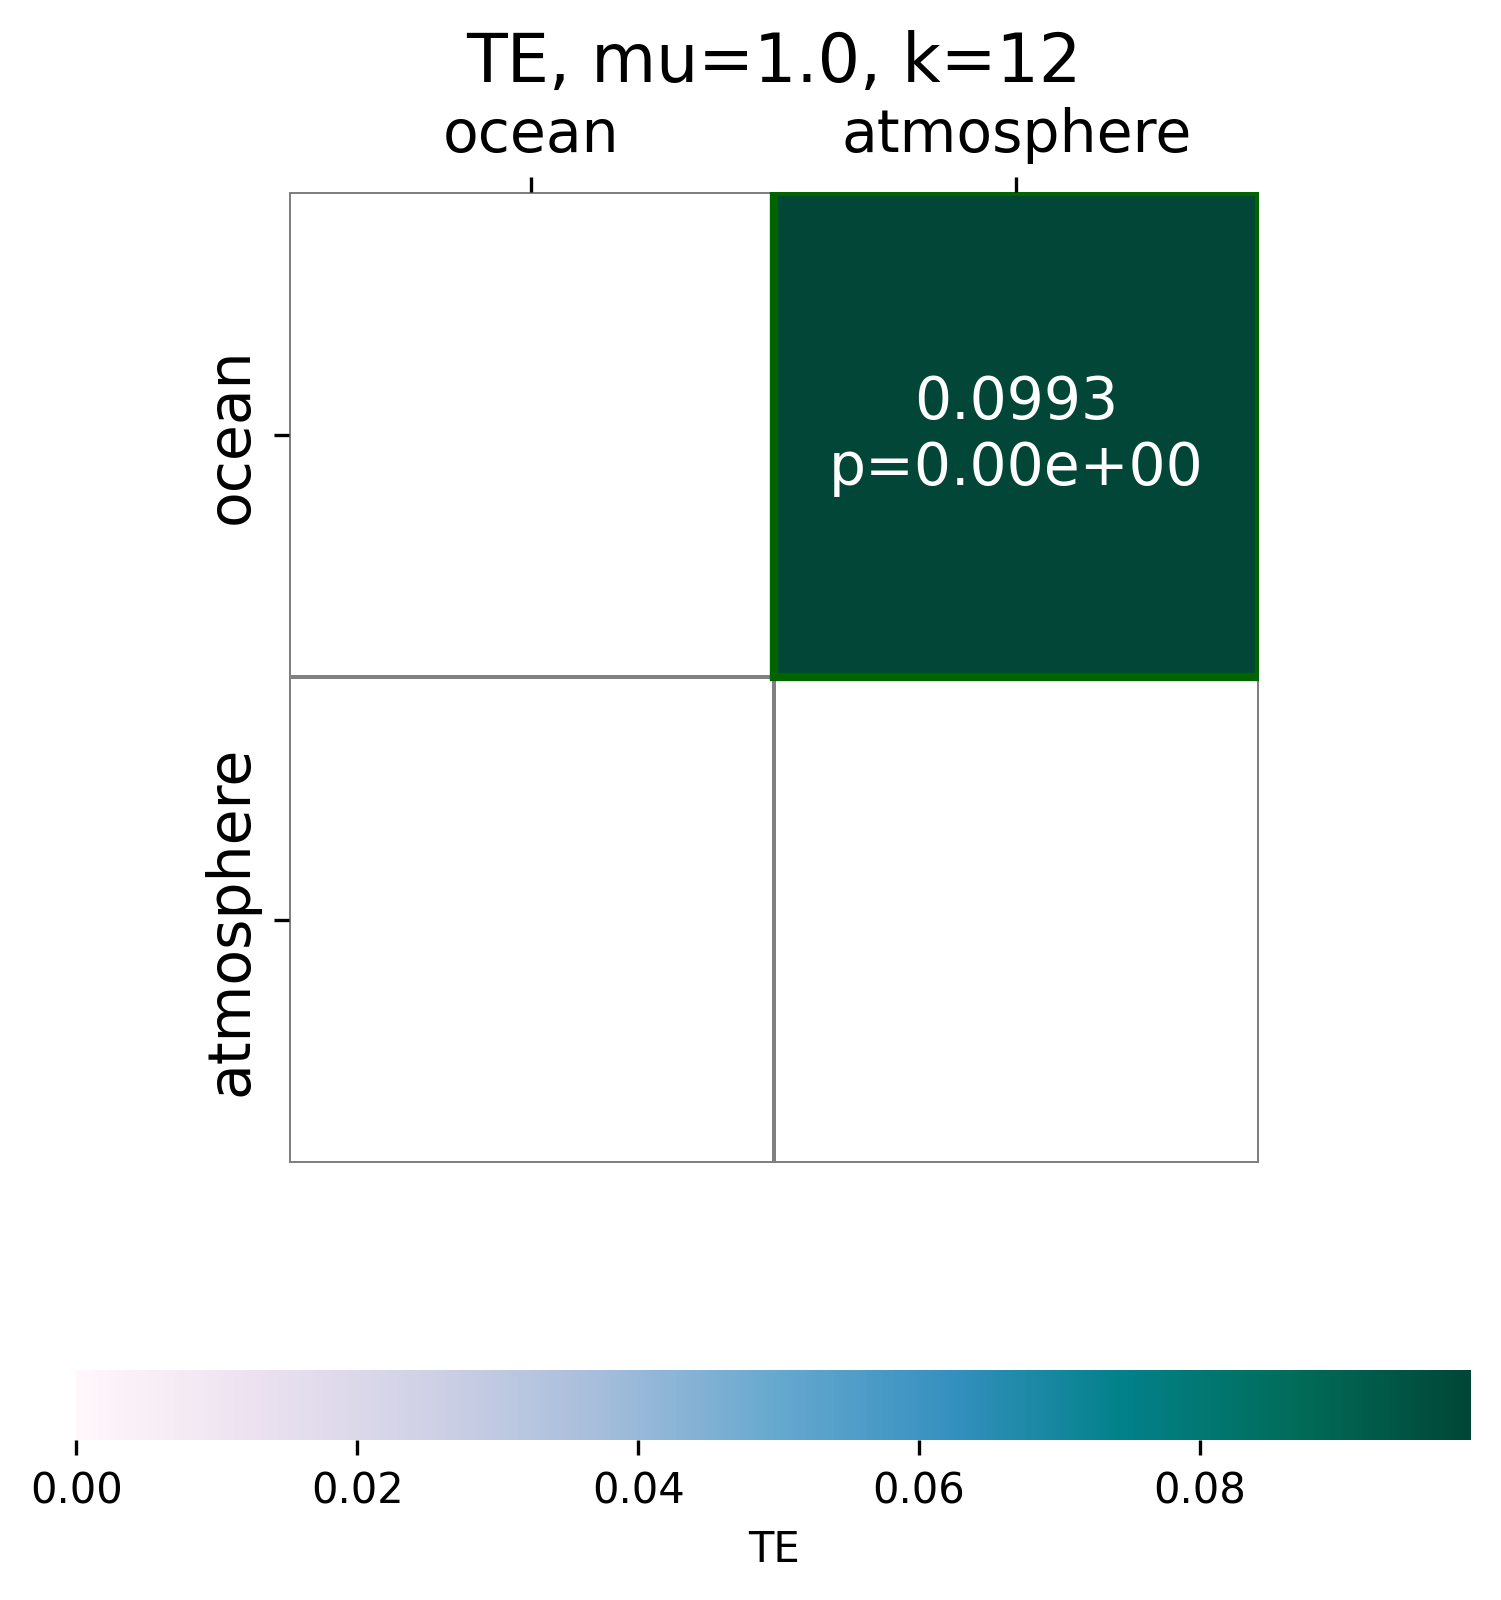 TE, mu=1.0, k=12
ocean
atmosphere
ocean
0.0993
p=0.00e+00
atmosphere
0.00
0.02
0.04
0.06
0.08
TE